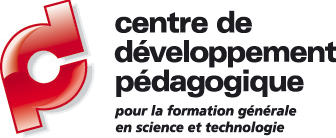 centre de
développement
pédagogique
pour la formation générale
en science et technologie